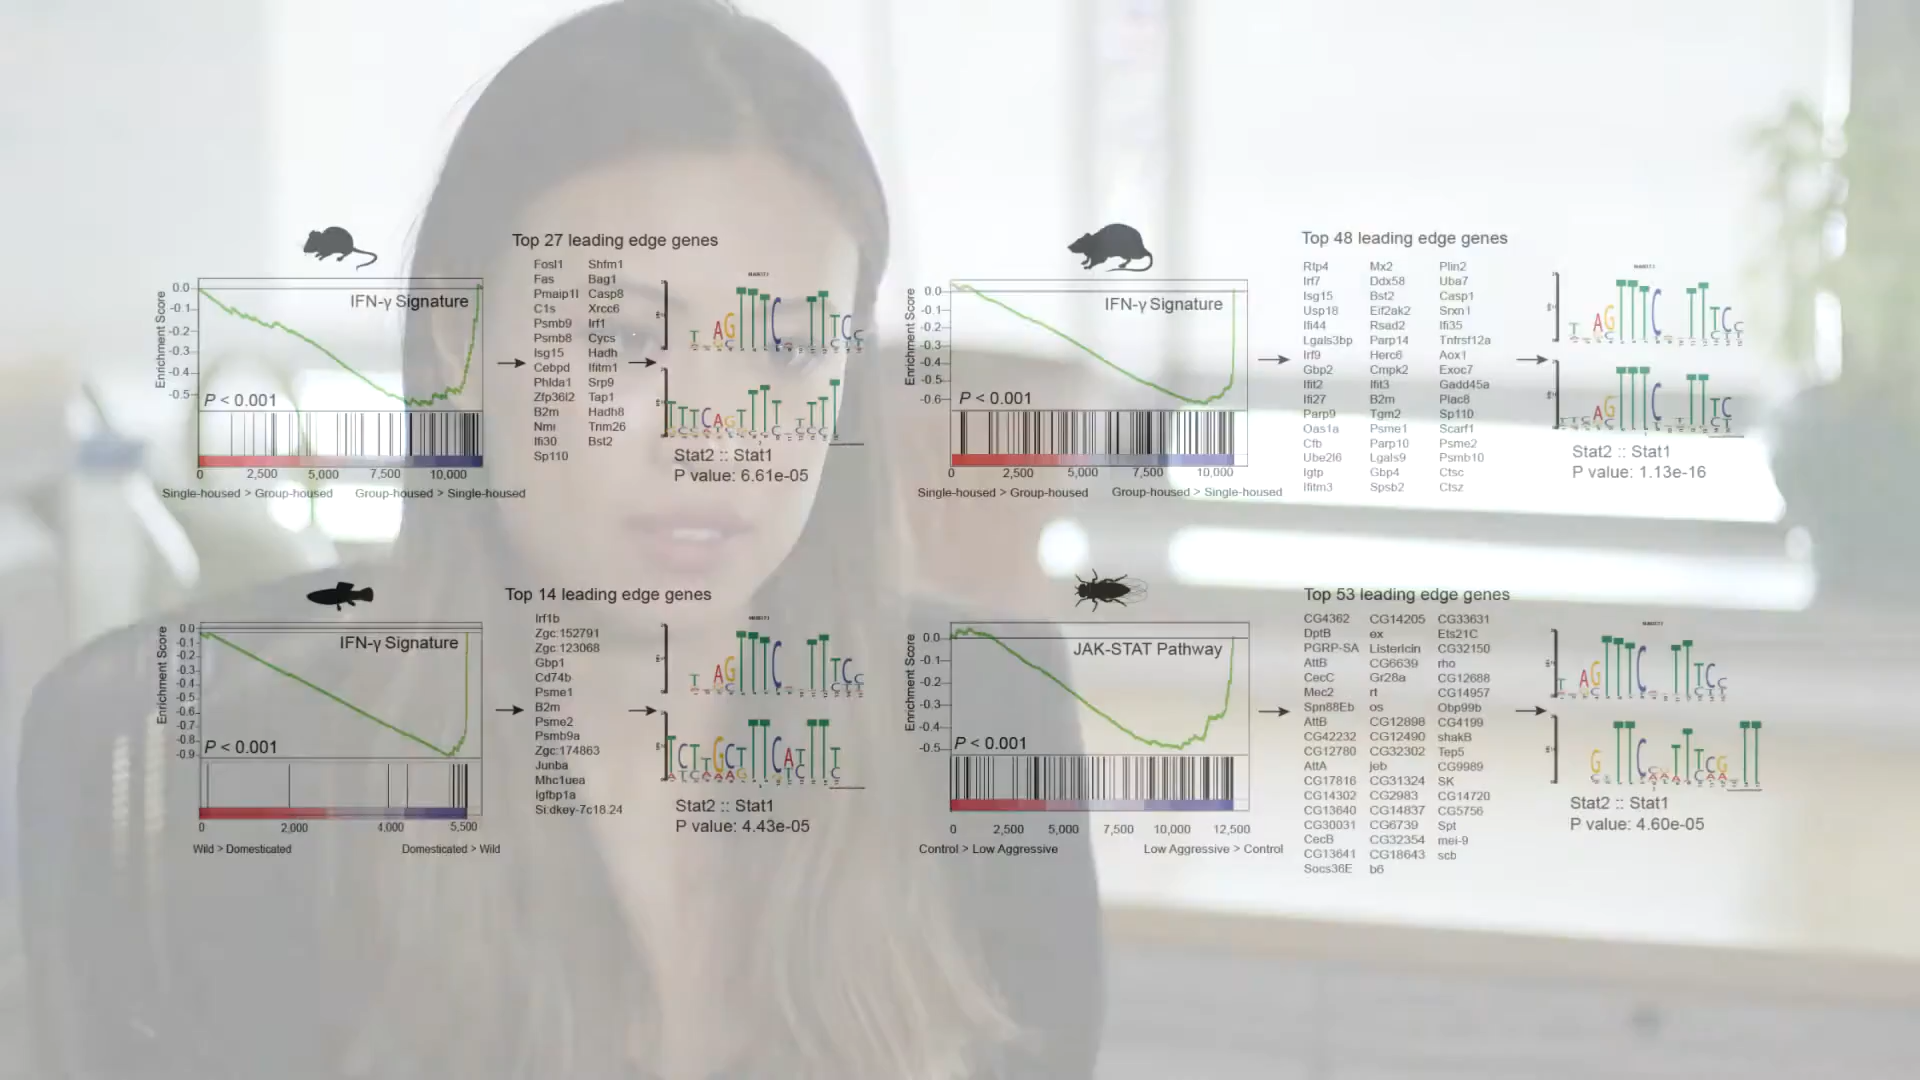 Top 27 leading edge genes
Fosl1 Shfm1
Fas Bag1
Pmaip1l Casp8
C1s Xrcc6
Psmb9 Irf1
Psmb8 Cycs
Isg15 Hadh
Cebpd Ifitm1
Phlda1 Srp9
Zfp36l2 Tap1
B2m Hadh8
Nmi Trim26
Ifi30 Bst2
Sp110
IFN-γ Signature
Enrichment Score
0.0
-0.1
-0.2
-0.3
-0.4
-0.5
P < 0.001
0 2,500 5,000 7,500 10,000
Single-housed > Group-housed Group-housed > Single-housed
Stat2 :: Stat1
P value: 6.61e-05
Top 48 leading edge genes
Rtp4 Mx2 Plin2
Irf7 Ddx58 Uba7
Isg15 Bst2 Casp1
Usp18 Eif2ak2 Srxn1
Ifi44 Rsad2 Ifi35
Lgals3bp Parp14 Tnfrsf12a
Irf9 Herc6 Aox1
Gbp2 Cmpk2 Exoc7
Ifit2 Ifit3 Gadd45a
Ifi27 B2m Plac8
Parp9 Tgm2 Sp110
Oas1a Psme1 Scarf1
Cfb Parp10 Psme2
Ube2l6 Lgals9 Psmb10
Igtp Gbp4 Ctsc
Ifitm3 Spsb2 Ctsz
IFN-γ Signature
Enrichment Score
0.0
-0.1
-0.2
-0.3
-0.4
-0.5
-0.6
P < 0.001
0 2,500 5,000 7,500 10,000
Single-housed > Group-housed Group-housed > Single-housed
Stat2 :: Stat1
P value: 1.13e-16
Top 14 leading edge genes
Irf1b
Zgc:152791
Zgc:123068
Gbp1
Cd74b
Psme1
B2m
Psme2
Psmb9a
Zgc:174863
Junba
Mhc1uea
Igfbp1a
Si:dkey-7c18.24
IFN-γ Signature
Enrichment Score
0.0
-0.1
-0.2
-0.3
-0.4
-0.5
-0.6
-0.7
-0.8
-0.9
P < 0.001
0 2,000 4,000 5,500
Wild > Domesticated Domesticated > Wild
Stat2 :: Stat1
P value: 4.43e-05
Top 53 leading edge genes
CG4362 CG14205 CG33631
DptB ex Ets21C
PGRP-SA Listericin CG32150
AttB CG6639 rho
CecC Gr28a CG12688
Mec2 rt CG14957
Spn88Eb os Obp99b
AttB CG12898 CG4199
CG42232 CG12490 shakB
CG12780 CG32302 Tep5
AttA jeb CG9989
CG17816 CG31324 SK
CG14302 CG2983 CG14720
CG13640 CG14837 CG5756
CG30031 CG6739 Spt
CecB CG32354 mei-9
CG13641 CG18643 scb
Socs36E b6
JAK-STAT Pathway
Enrichment Score
0.0
-0.1
-0.2
-0.3
-0.4
-0.5
P < 0.001
0 2,500 5,000 7,500 10,000 12,500
Control > Low Aggressive Low Aggressive > Control
Stat2 :: Stat1
P value: 4.60e-05